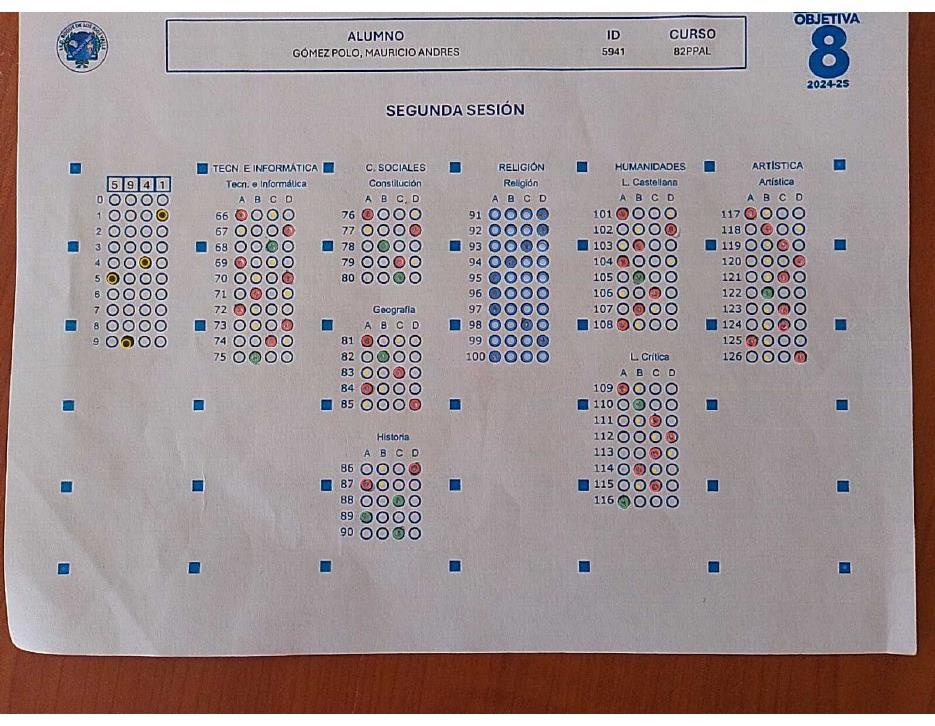 OBJETIVA
8
2024-25
ALUMNO
GÓMEZ POLO, MAURICIO ANDRES
ID
5941
CURSO
82PPAL
SEGUNDA SESIÓN
5 9 4 1
0
1
2
3
4
5
6
7
8
9
TECN. E INFORMÁTICA
Tecn. e Informática
A B C D
66
67
68
69
70
71
72
73
74
75
C. SOCIALES
Constitución
A B C D
76
77
78
79
80
Geografía
A B C D
81
82
83
84
85
Historia
A B C D
86
87
88
89
90
RELIGIÓN
Religión
A B C D
91
92
93
94
95
96
97
98
99
100
HUMANIDADES
L. Castellana
A B C D
101
102
103
104
105
106
107
108
L. Crítica
A B C D
109
110
111
112
113
114
115
116
ARTÍSTICA
Artística
A B C D
117
118
119
120
121
122
123
124
125
126